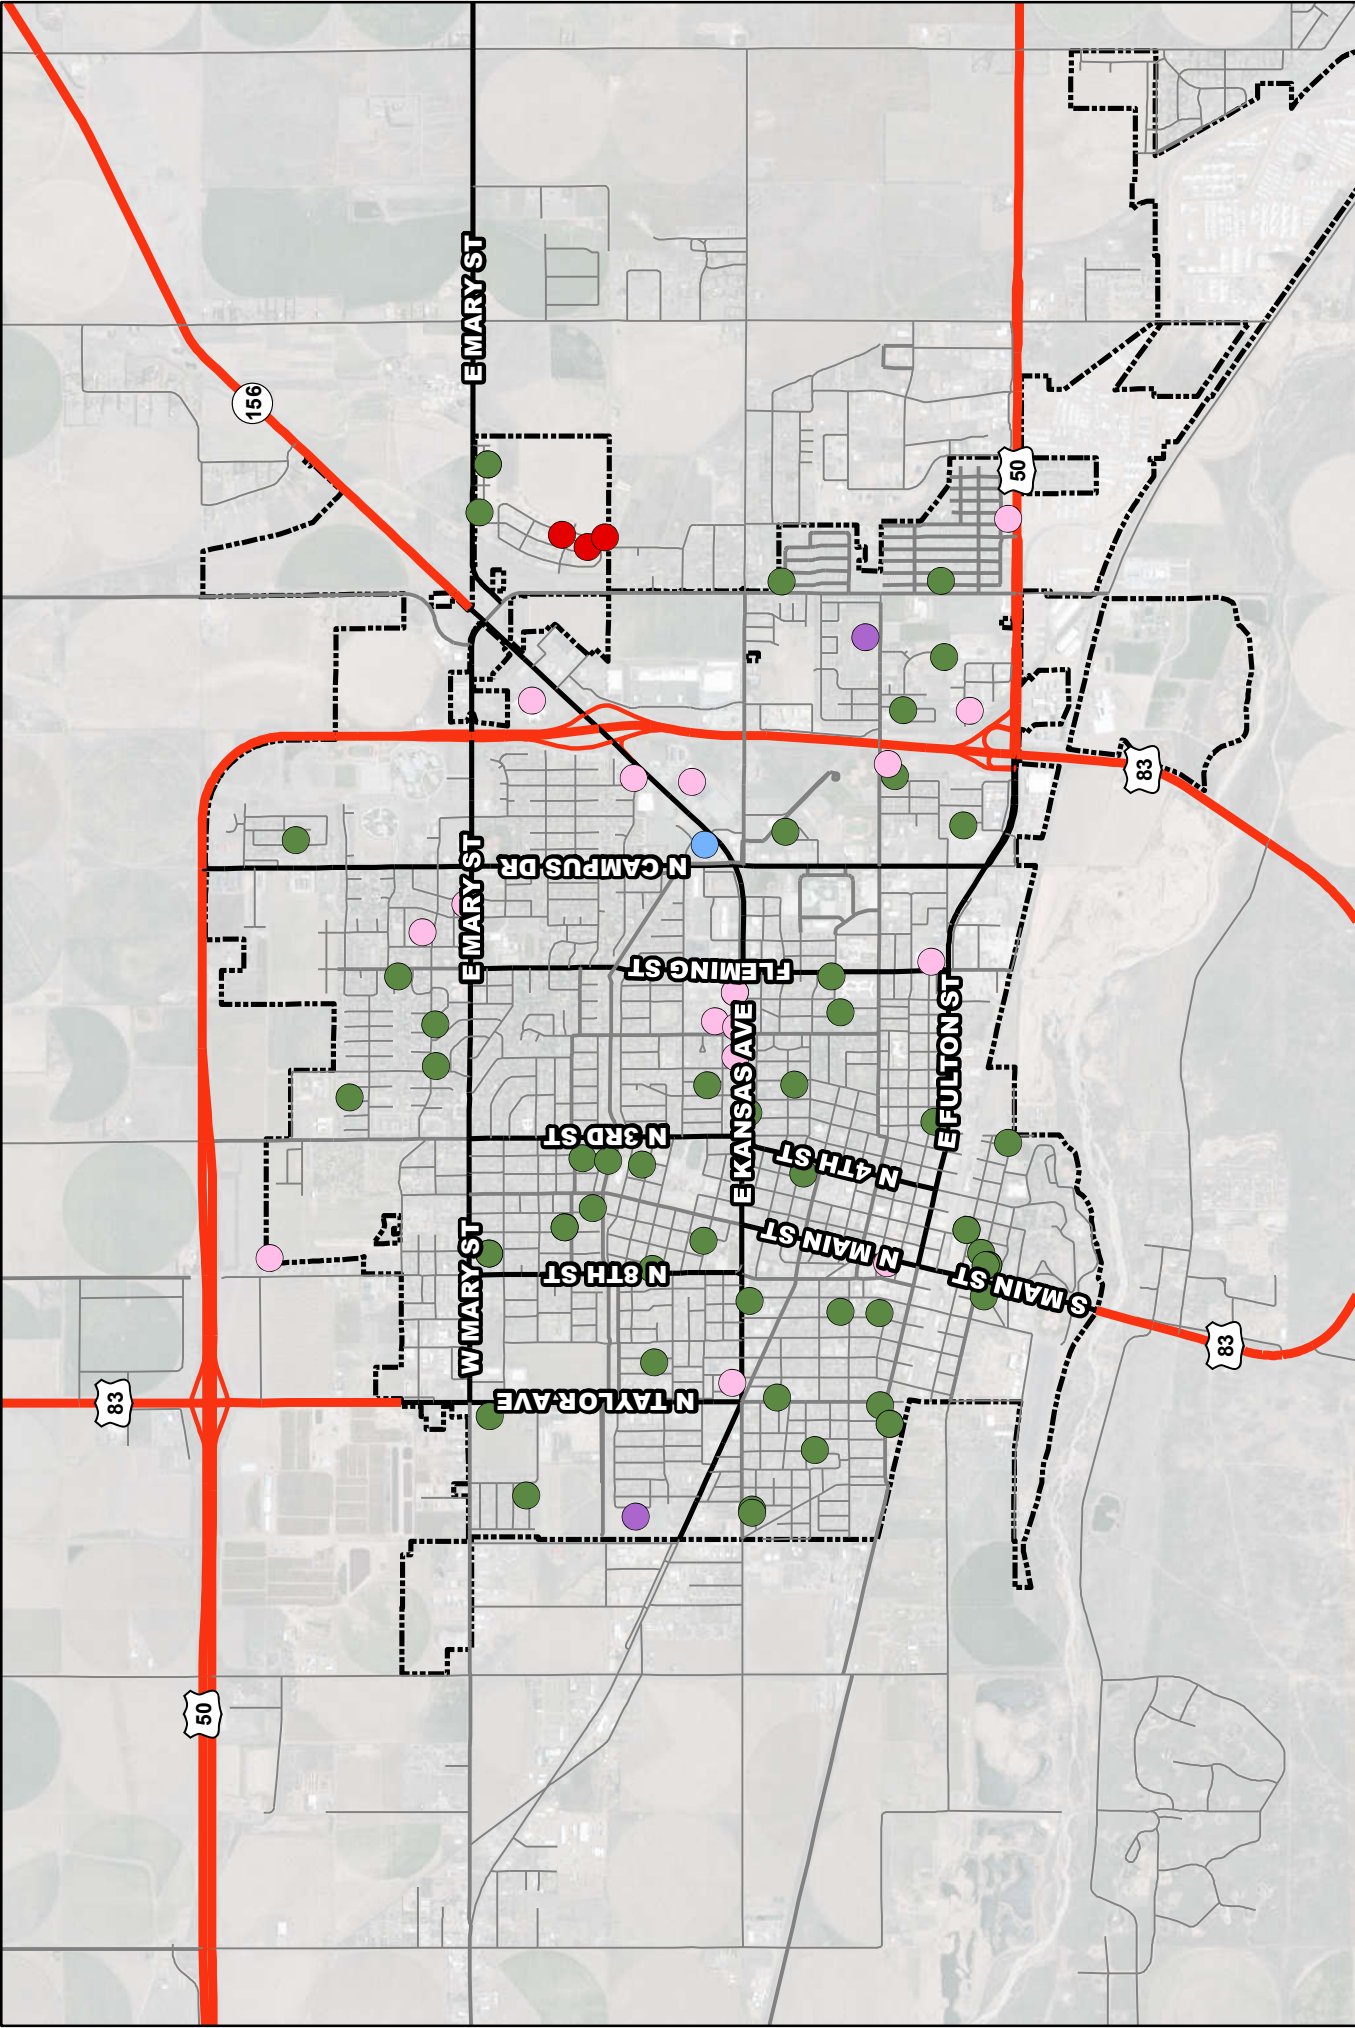 E MARY ST
156
50
83
N CAMPUS DR
E MARY ST
FLEMING ST
E KANSAS AVE
E FULTON ST
N 3RD ST
N 4TH ST
N MAIN ST
W MARY ST
N 8TH ST
S MAIN ST
83
83
N TAYLOR AVE
50